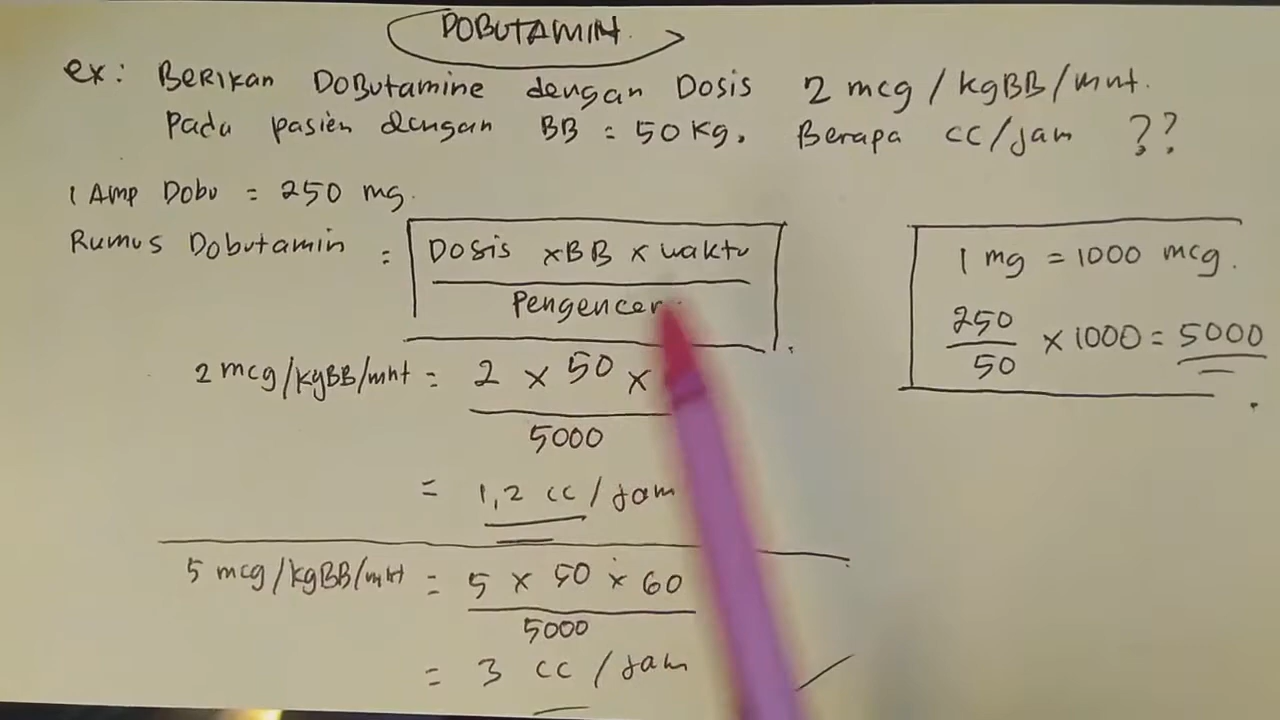 DOBUTAMIN
ex: BERIKAN DOBUTAMINE dengan DOSIS 2 mcg/kgBB/mnt.
Pada pasien dengan BB = 50 Kg. Berapa cc/jam ??
1 AMP DOBU = 250 mg.
Rumus Dobutamin = DOSIS x BB x waktu
Pengencer
1 mg = 1000 mcg.
250
50
x 1000 = 5000
2 mcg/kgBB/mnt = 2 x 50 x
5000
= 1,2 cc/jam
5 mcg/kgBB/mnt = 5 x 50 x 60
5000
= 3 cc/jam